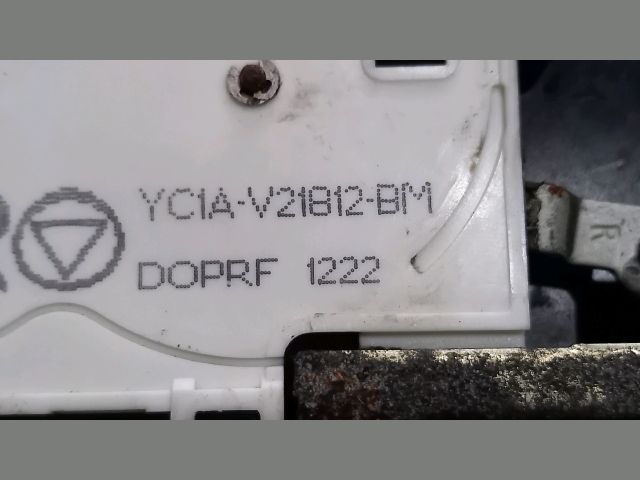 R
YC1A-V21812-BM
DOPRF 1222
R